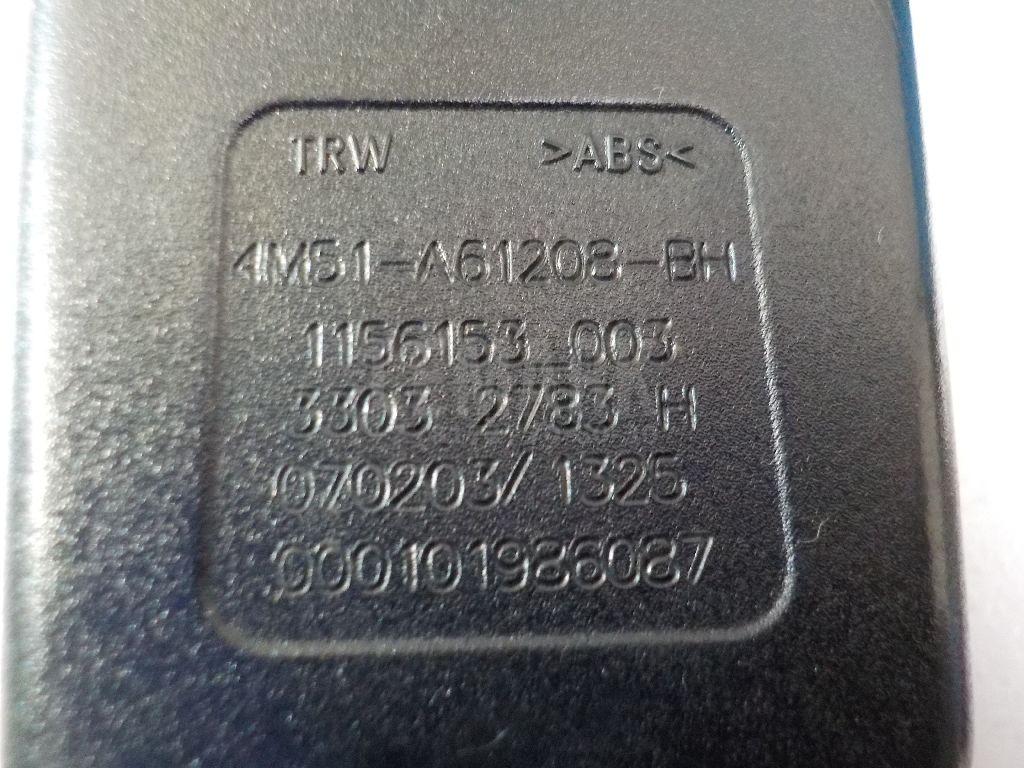 TRW >ABS<
4M51-A61208-BH
1156153_003
3303 2783 H
070203/1325
000101986087